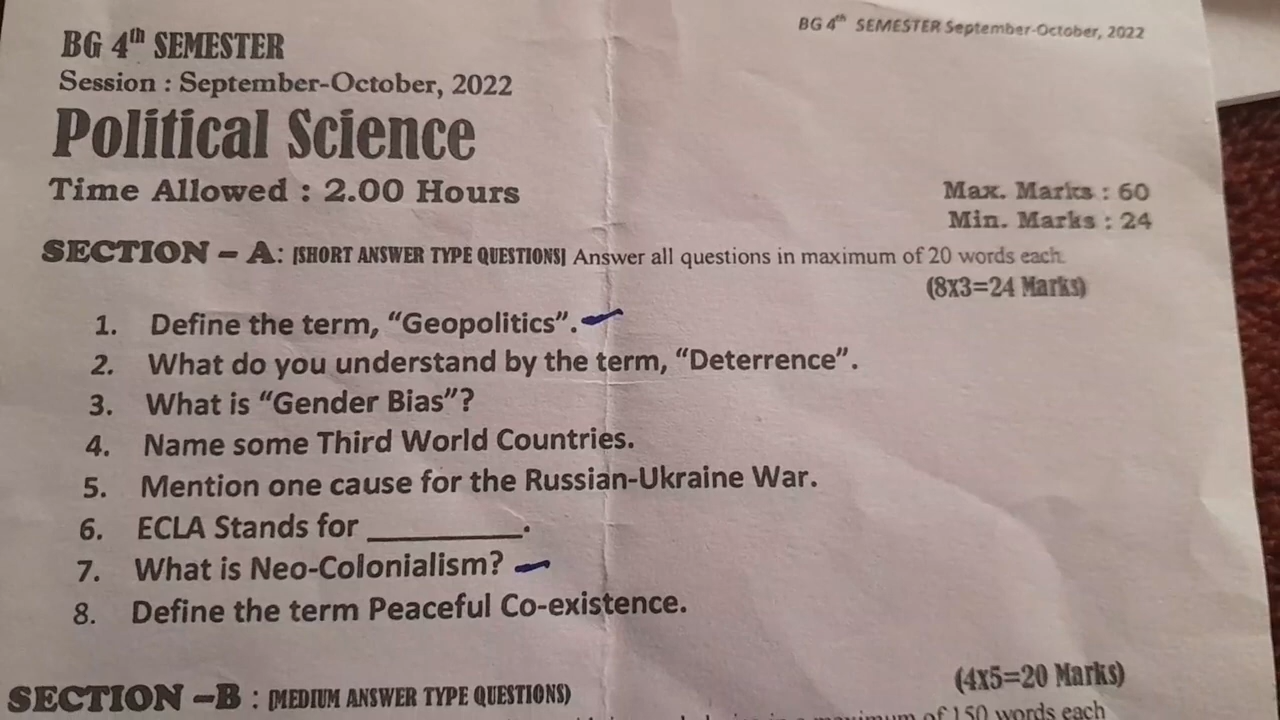 BG 4th SEMESTER September-October, 2022
BG 4th SEMESTER
Session : September-October, 2022
Political Science
Time Allowed : 2.00 Hours
Max. Marks : 60
Min. Marks : 24
SECTION – A: [SHORT ANSWER TYPE QUESTIONS] Answer all questions in maximum of 20 words each.
(8x3=24 Marks)
1. Define the term, “Geopolitics”.
2. What do you understand by the term, “Deterrence”.
3. What is “Gender Bias”?
4. Name some Third World Countries.
5. Mention one cause for the Russian-Ukraine War.
6. ECLA Stands for __________.
7. What is Neo-Colonialism?
8. Define the term Peaceful Co-existence.
(4x5=20 Marks)
SECTION –B : [MEDIUM ANSWER TYPE QUESTIONS)
maximum of 150 words each